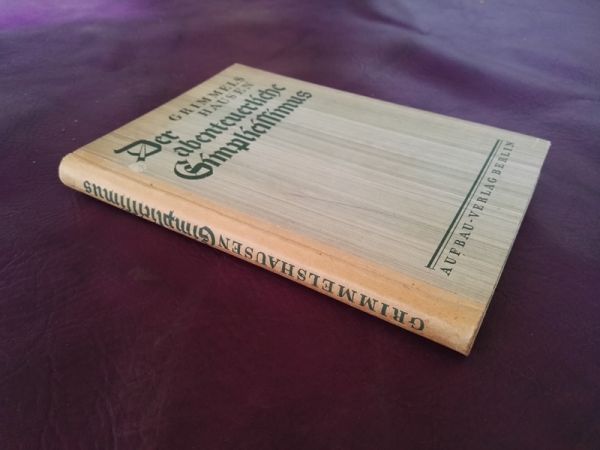 GRIMMELS
HAUSEN
Der
abenteuerliche
Simplicissimus
AUFBAU-VERLAG BERLIN
GRIMMELSHAUSEN Simplicissimus